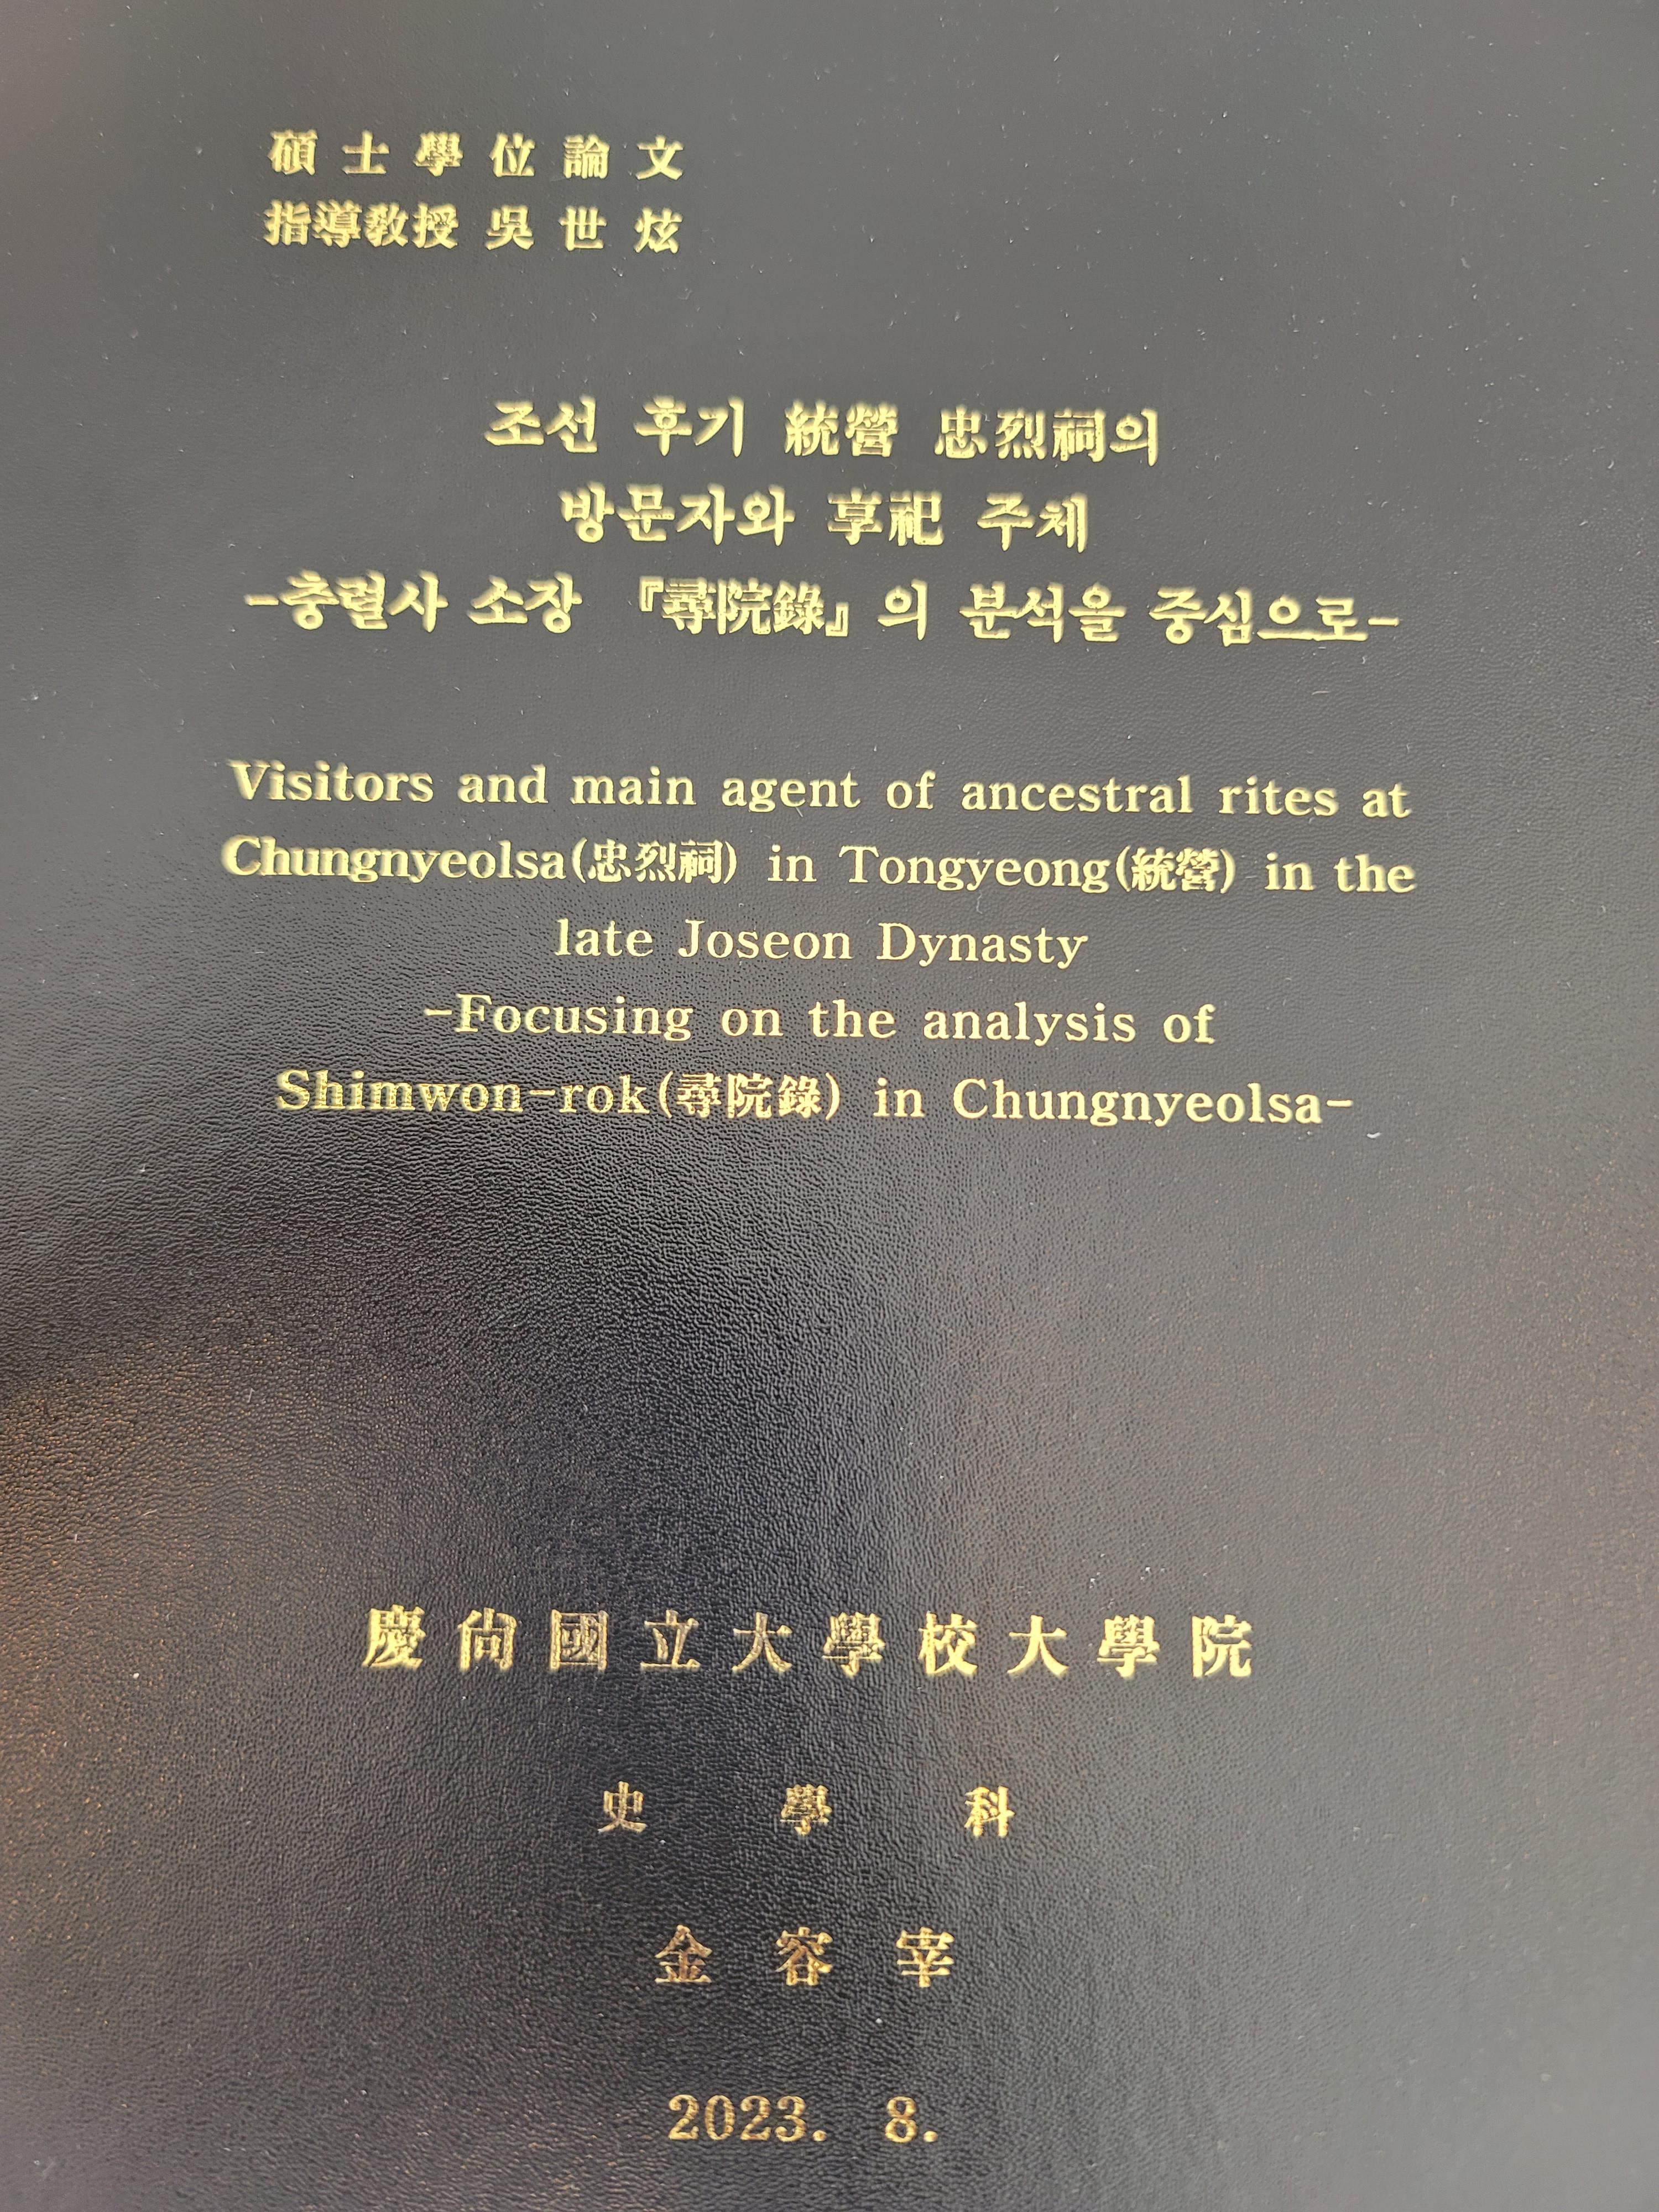 碩士學位論文
指導敎授 吳世炫
조선 후기 統營 忠烈祠의
방문자와 享祀 주체
-충렬사 소장 『尋院錄』의 분석을 중심으로-
Visitors and main agent of ancestral rites at
Chungnyeolsa(忠烈祠) in Tongyeong(統營) in the
late Joseon Dynasty
-Focusing on the analysis of
Shimwon-rok(尋院錄) in Chungnyeolsa-
慶尙國立大學校大學院
史學科
金容宰
2023. 8.